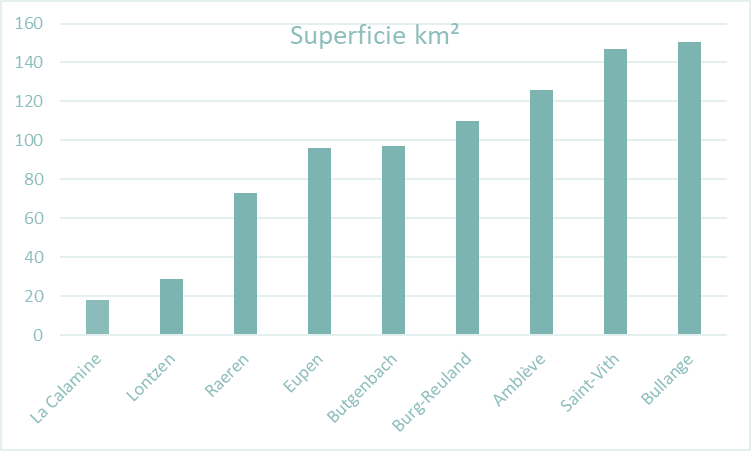 Superficie km²
160
140
120
100
80
60
40
20
0
La Calamine
Lontzen
Raeren
Eupen
Butgenbach
Burg-Reuland
Amblève
Saint-Vith
Bullange